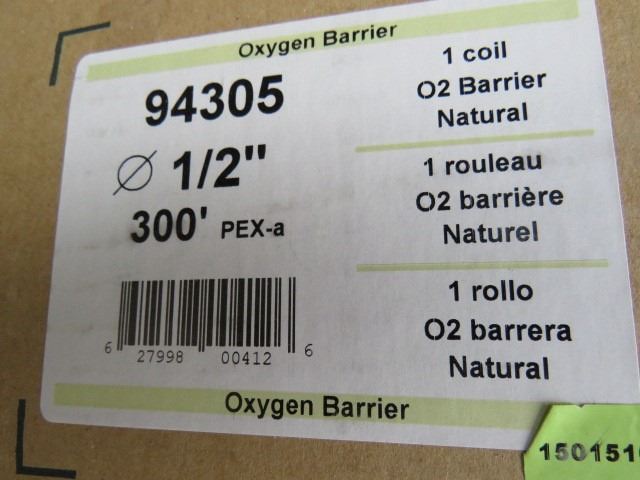 Oxygen Barrier
94305
Ø 1/2"
300' PEX-a
6 27998 00412 6
1 coil
O2 Barrier
Natural
1 rouleau
O2 barrière
Naturel
1 rollo
O2 barrera
Natural
Oxygen Barrier